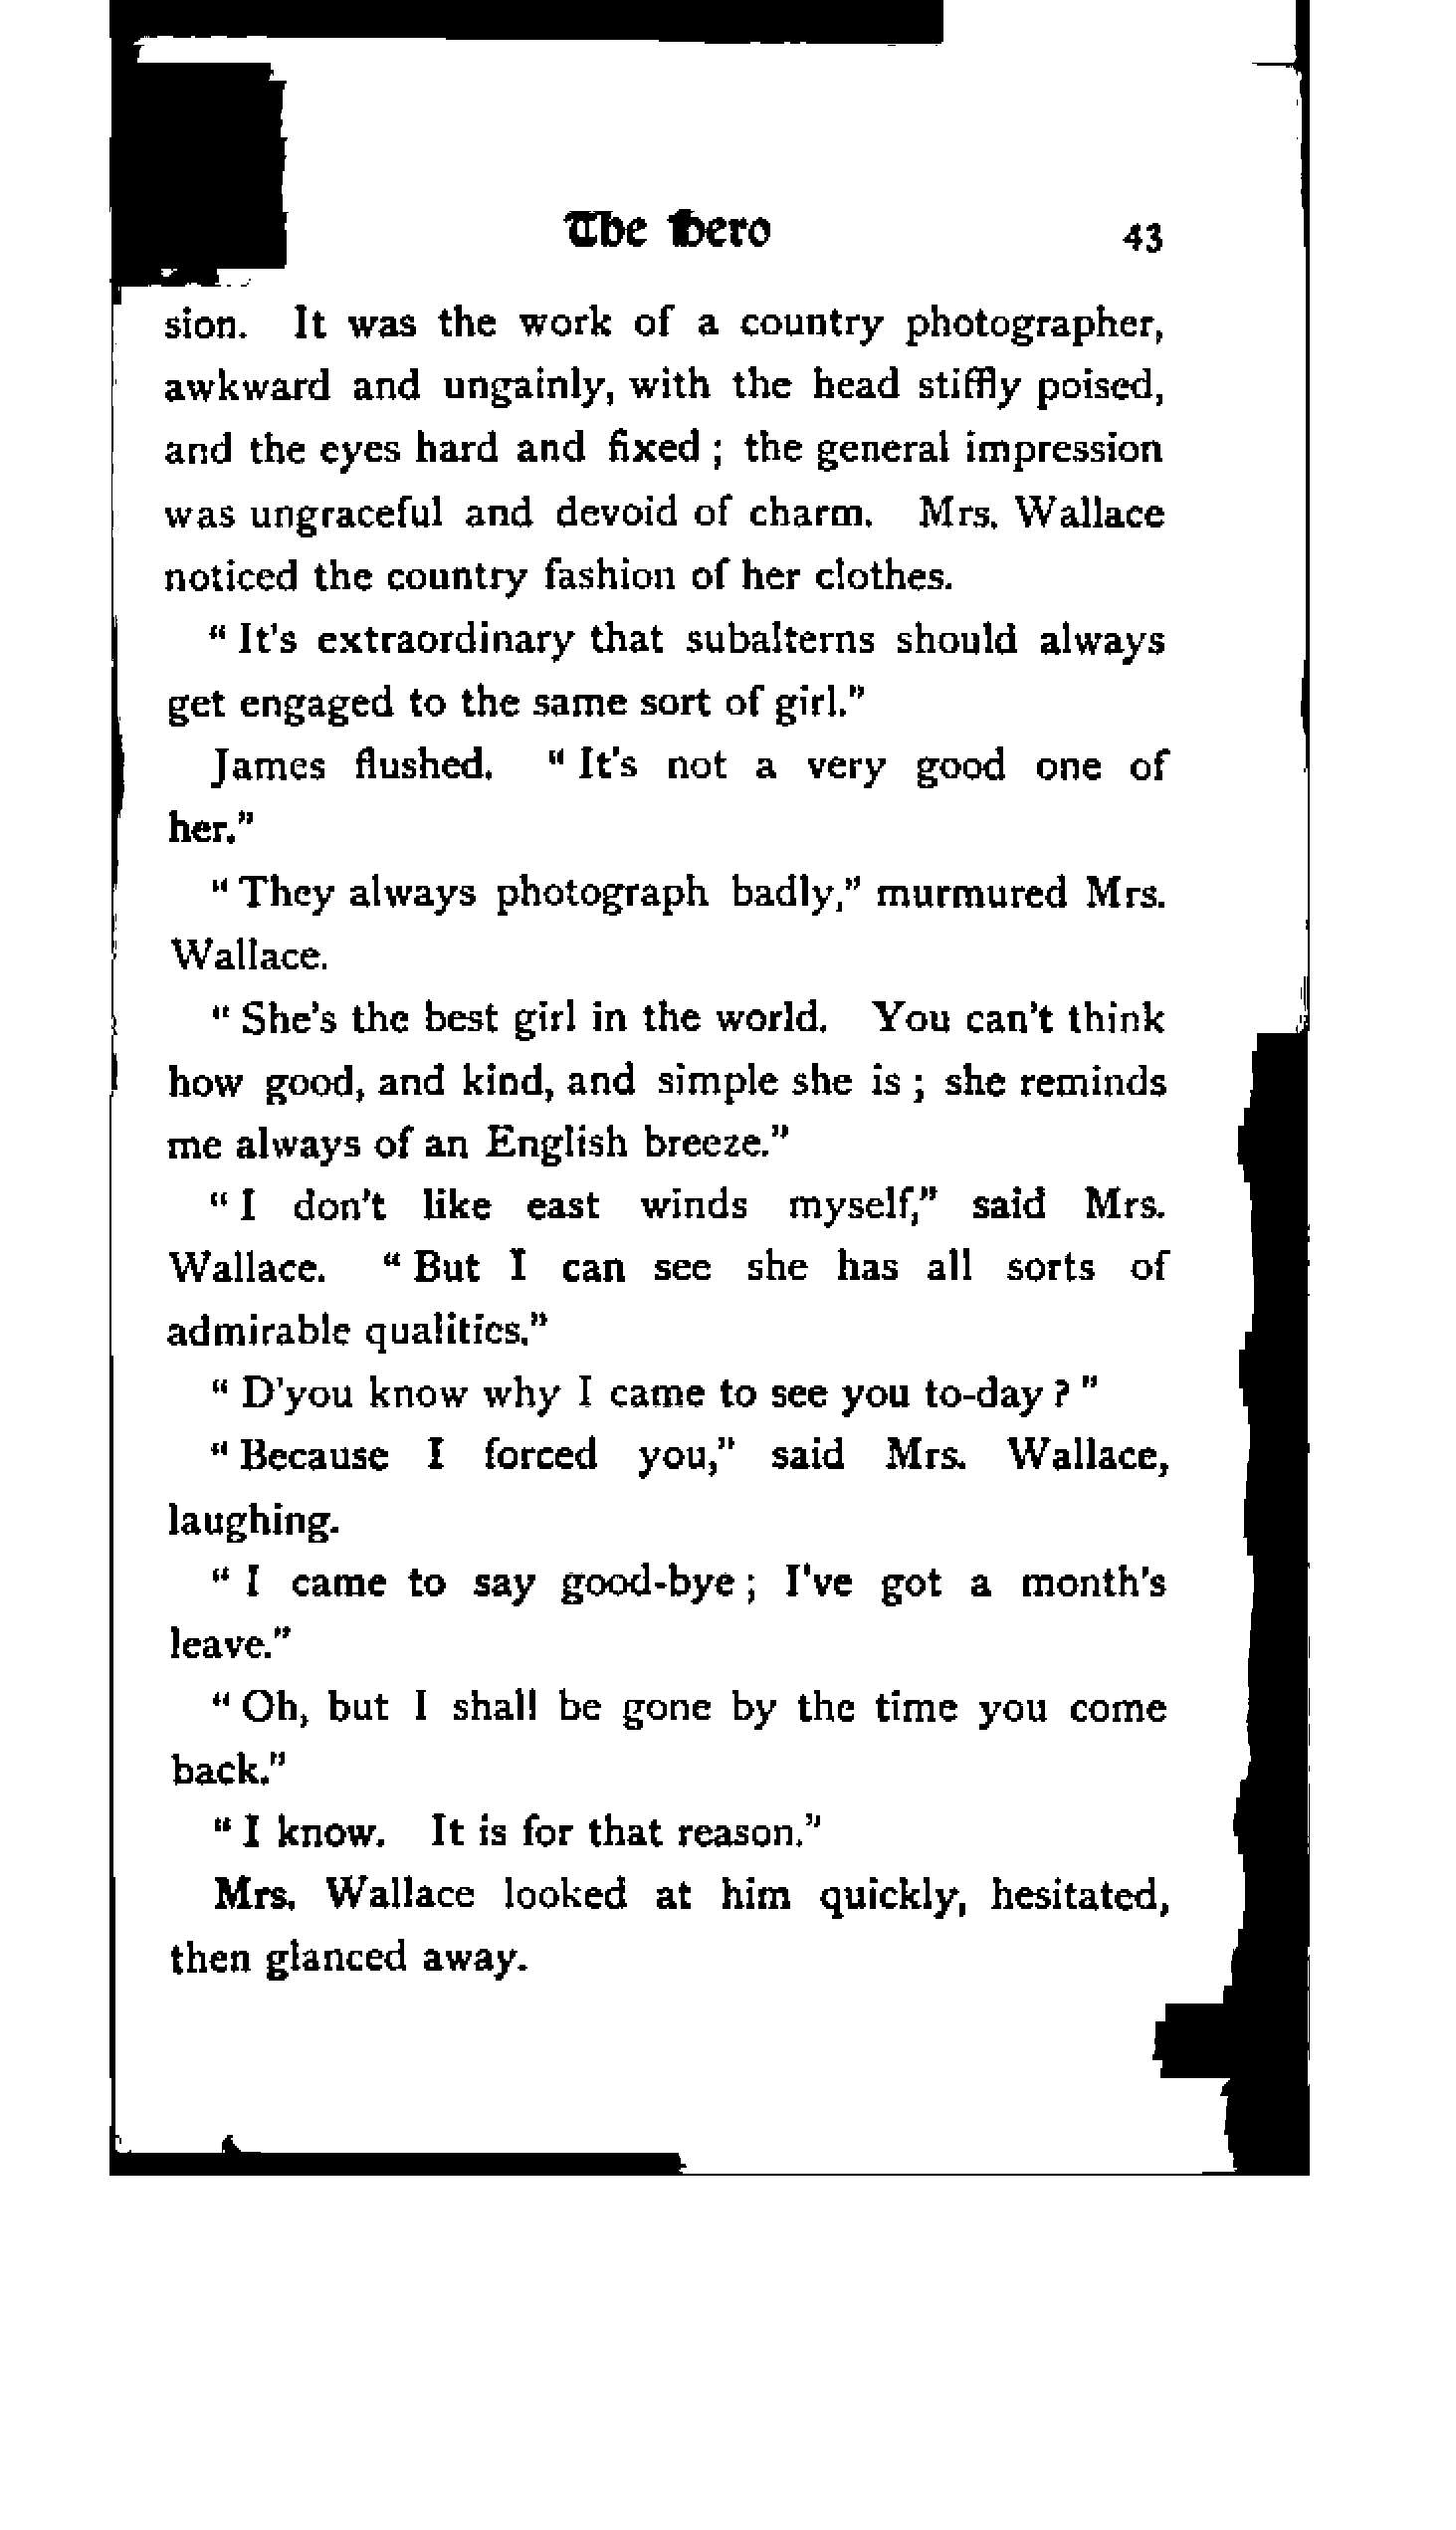 The Hero 43
sion. It was the work of a country photographer,
awkward and ungainly, with the head stiffly poised,
and the eyes hard and fixed ; the general impression
was ungraceful and devoid of charm. Mrs. Wallace
noticed the country fashion of her clothes.
“ It's extraordinary that subalterns should always
get engaged to the same sort of girl.”
James flushed. “ It's not a very good one of
her.”
“ They always photograph badly,” murmured Mrs.
Wallace.
“ She's the best girl in the world. You can't think
how good, and kind, and simple she is ; she reminds
me always of an English breeze.”
“ I don't like east winds myself,” said Mrs.
Wallace. “ But I can see she has all sorts of
admirable qualities.”
“ D'you know why I came to see you to-day ? ”
“ Because I forced you,” said Mrs. Wallace,
laughing.
“ I came to say good-bye ; I've got a month's
leave.”
“ Oh, but I shall be gone by the time you come
back.”
“ I know. It is for that reason.”
Mrs. Wallace looked at him quickly, hesitated,
then glanced away.